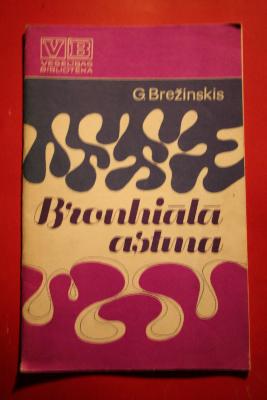 VB
VESELĪBAS
BIBLIOTĒKA
G. Brežinskis
Bronhiālā
astma